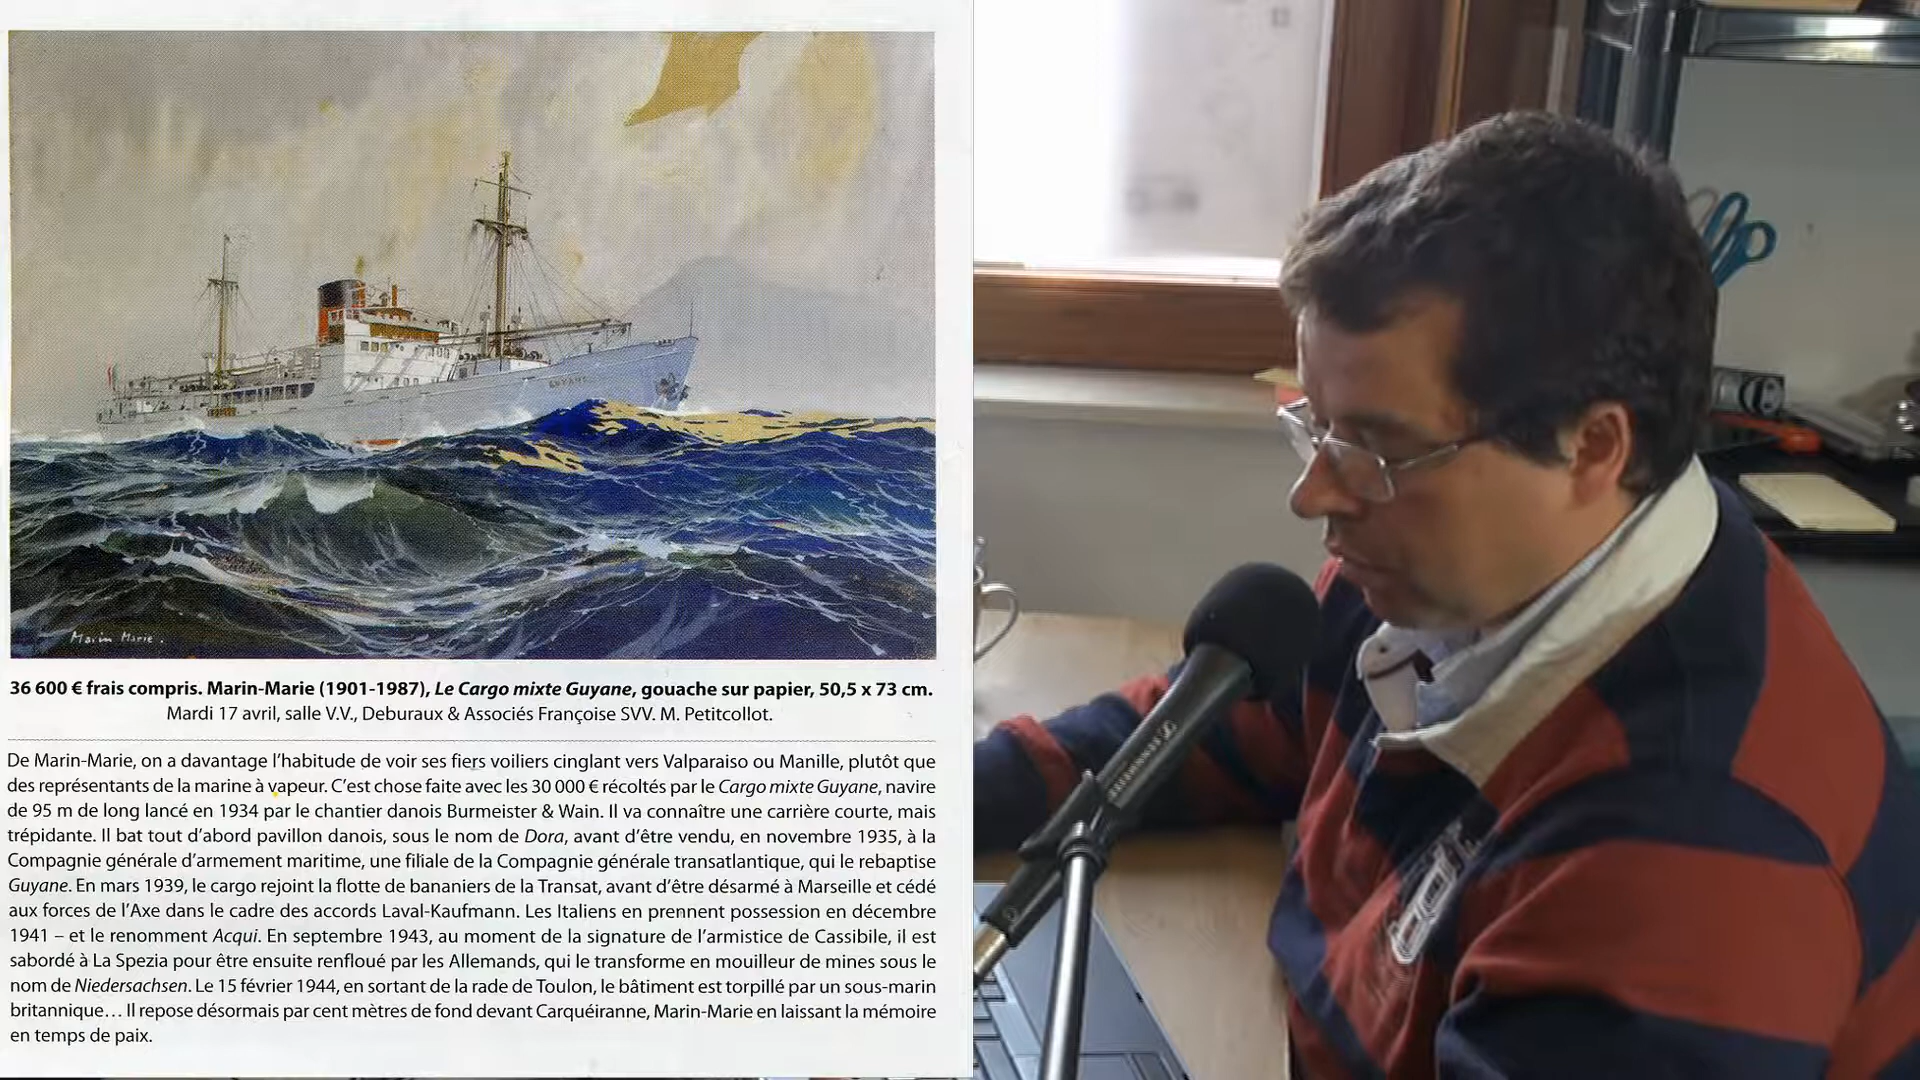 GUYANE
Marin Marie.
36 600 € frais compris. Marin-Marie (1901-1987), Le Cargo mixte Guyane, gouache sur papier, 50,5 x 73 cm.
Mardi 17 avril, salle V.V., Deburaux & Associés Françoise SVV. M. Petitcollot.
De Marin-Marie, on a davantage l'habitude de voir ses fiers voiliers cinglant vers Valparaiso ou Manille, plutôt que
des représentants de la marine à vapeur. C'est chose faite avec les 30 000 € récoltés par le Cargo mixte Guyane, navire
de 95 m de long lancé en 1934 par le chantier danois Burmeister & Wain. Il va connaître une carrière courte, mais
trépidante. Il bat tout d'abord pavillon danois, sous le nom de Dora, avant d'être vendu, en novembre 1935, à la
Compagnie générale d'armement maritime, une filiale de la Compagnie générale transatlantique, qui le rebaptise
Guyane. En mars 1939, le cargo rejoint la flotte de bananiers de la Transat, avant d'être désarmé à Marseille et cédé
aux forces de l'Axe dans le cadre des accords Laval-Kaufmann. Les Italiens en prennent possession en décembre
1941 – et le renomment Acqui. En septembre 1943, au moment de la signature de l'armistice de Cassibile, il est
sabordé à La Spezia pour être ensuite renfloué par les Allemands, qui le transforme en mouilleur de mines sous le
nom de Niedersachsen. Le 15 février 1944, en sortant de la rade de Toulon, le bâtiment est torpillé par un sous-marin
britannique… Il repose désormais par cent mètres de fond devant Carquéiranne, Marin-Marie en laissant la mémoire
en temps de paix.
SENNHEISER